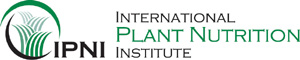 IPNI
INTERNATIONAL
PLANT NUTRITION
INSTITUTE